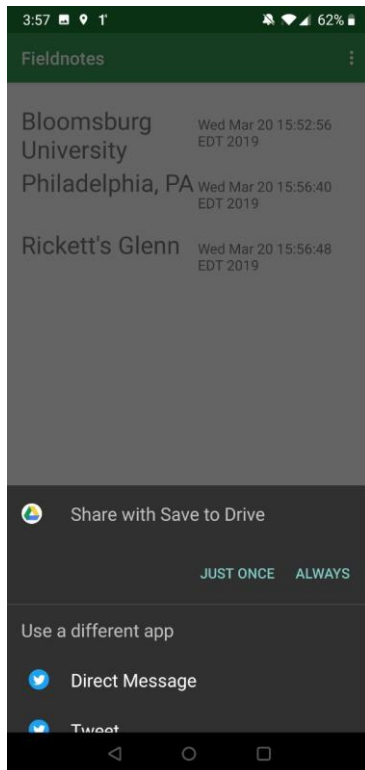 3:57 1° 62%
Fieldnotes
Bloomsburg University
Wed Mar 20 15:52:56
EDT 2019
Philadelphia, PA
Wed Mar 20 15:56:40
EDT 2019
Rickett's Glenn
Wed Mar 20 15:56:48
EDT 2019
Share with Save to Drive
JUST ONCE ALWAYS
Use a different app
Direct Message
Tweet